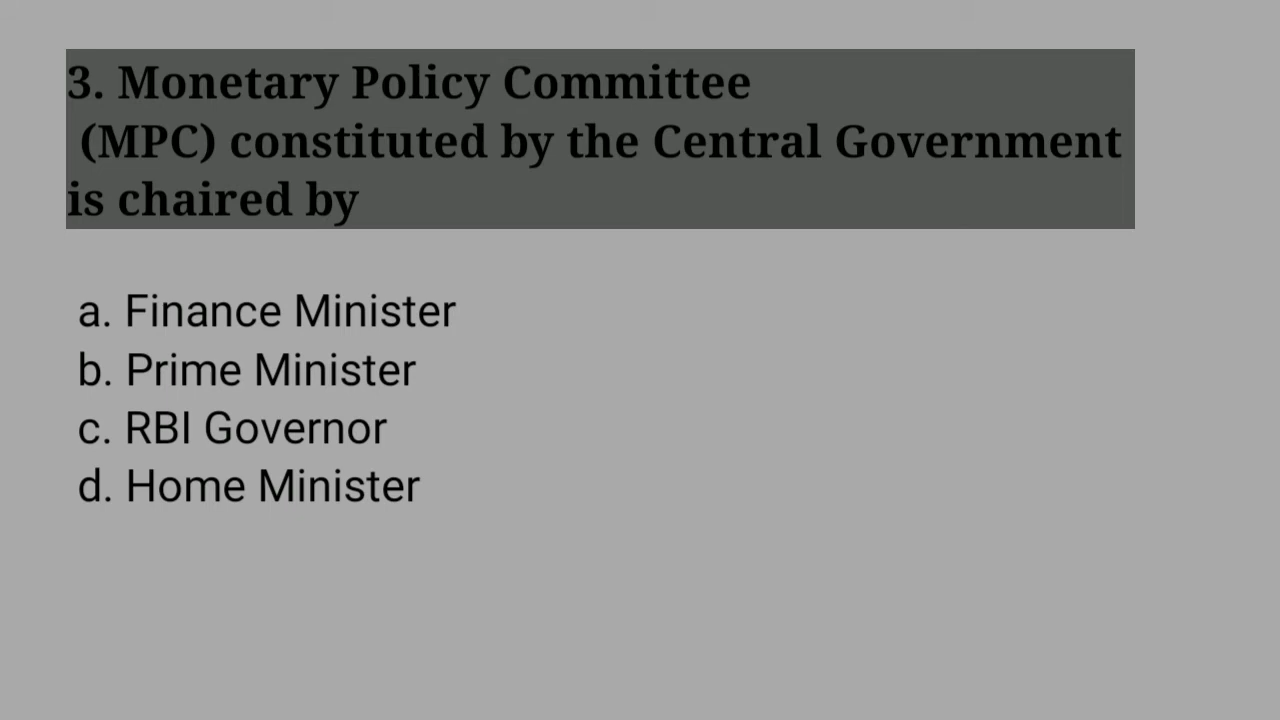 3. Monetary Policy Committee
(MPC) constituted by the Central Government
is chaired by
a. Finance Minister
b. Prime Minister
c. RBI Governor
d. Home Minister